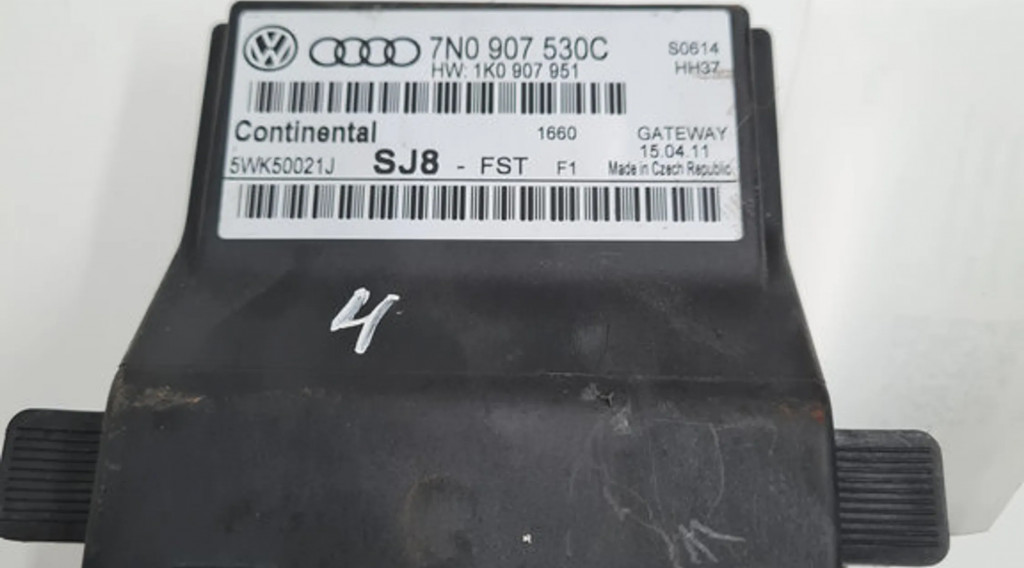 7N0 907 530C S0614
HW: 1K0 907 951 HH37
Continental 1660 GATEWAY
15.04.11
5WK50021J SJ8 - FST F1 Made in Czech Republic
4